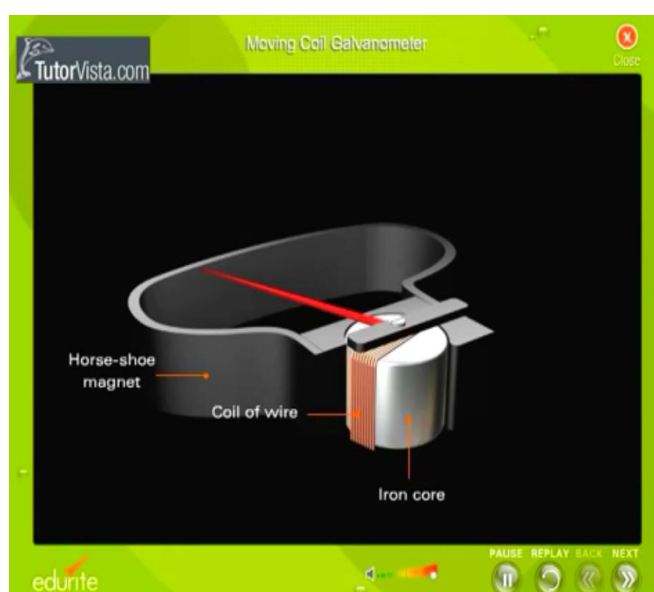 Moving Coil Galvanometer
X
Close
TutorVista.com
Horse-shoe
magnet
Coil of wire
Iron core
PAUSE REPLAY BACK NEXT
edurite